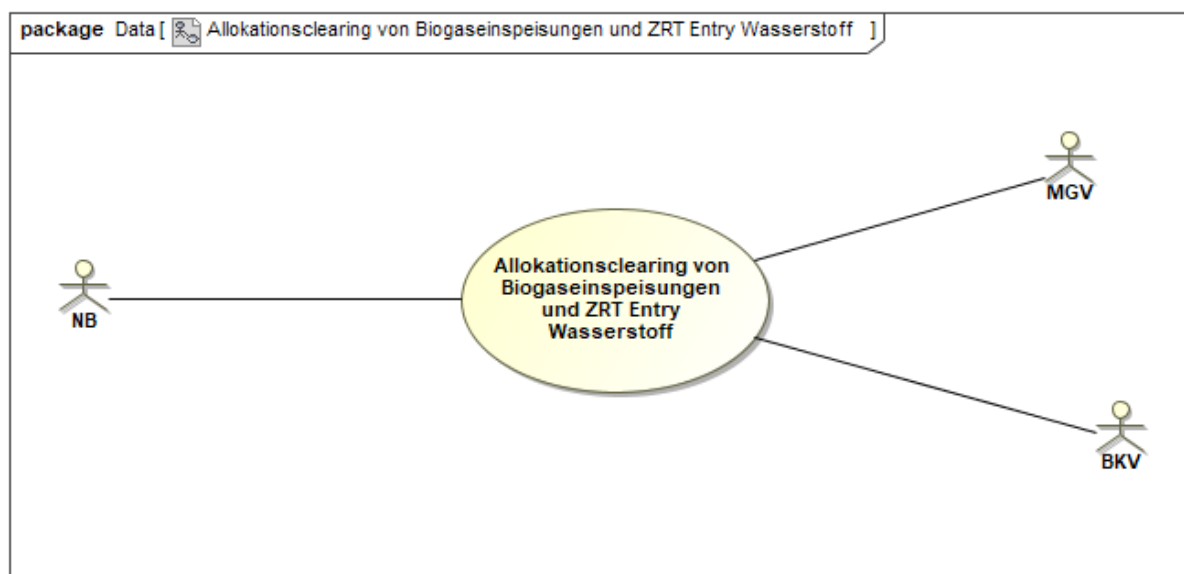 package Data [ Allokationsclearing von Biogaseinspeisungen und ZRT Entry Wasserstoff ]
MGV
Allokationsclearing von
Biogaseinspeisungen
und ZRT Entry
Wasserstoff
NB
BKV